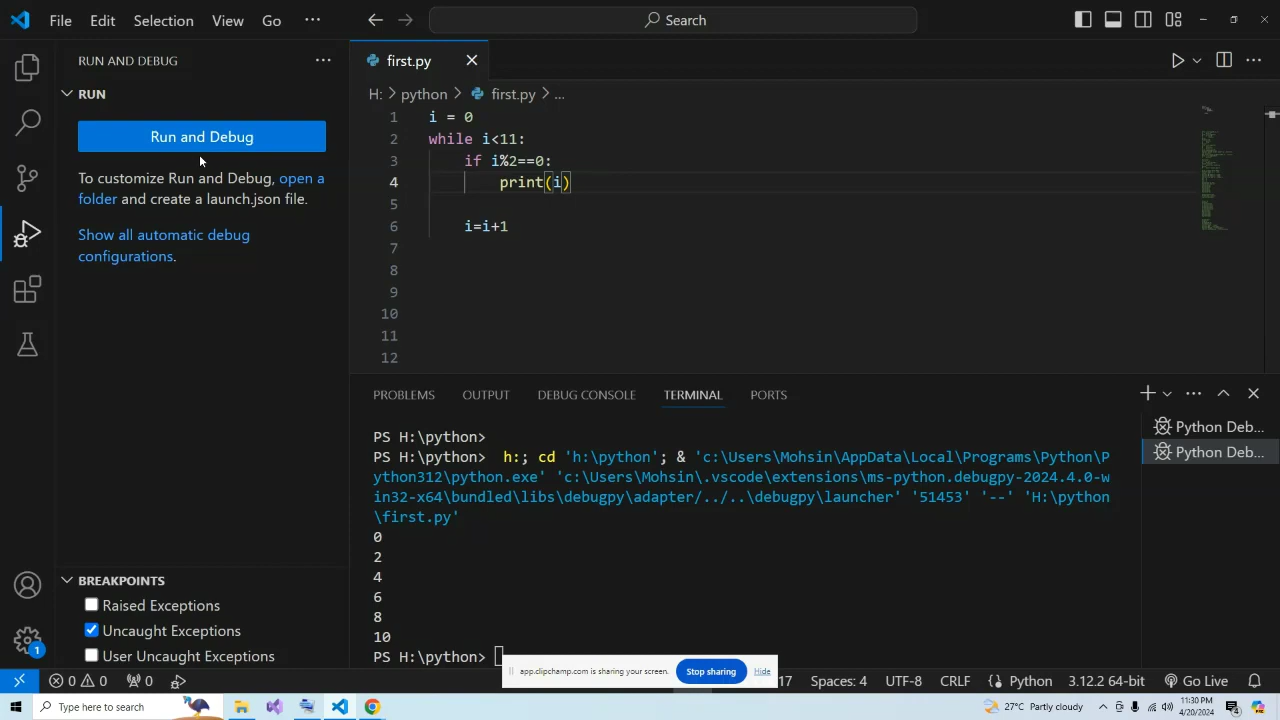 File Edit Selection View Go ··· Search
RUN AND DEBUG ···
RUN
Run and Debug
To customize Run and Debug, open a
folder and create a launch.json file.
Show all automatic debug
configurations.
BREAKPOINTS
Raised Exceptions
Uncaught Exceptions
User Uncaught Exceptions
first.py
H: > python > first.py > ...
1 i = 0
2 while i<11:
3 if i%2==0:
4 print(i)
5
6 i=i+1
7
8
9
10
11
12
PROBLEMS OUTPUT DEBUG CONSOLE TERMINAL PORTS
PS H:\python>
PS H:\python>  h:; cd 'h:\python'; & 'c:\Users\Mohsin\AppData\Local\Programs\Python\P
ython312\python.exe' 'c:\Users\Mohsin\.vscode\extensions\ms-python.debugpy-2024.4.0-w
in32-x64\bundled\libs\debugpy\adapter/../..\debugpy\launcher' '51453' '--' 'H:\python
\first.py'
0
2
4
6
8
10
PS H:\python>
Python Deb...
Python Deb...
app.clipchamp.com is sharing your screen. Stop sharing Hide
1
0 0 0 17 Spaces: 4 UTF-8 CRLF Python 3.12.2 64-bit Go Live
Type here to search
27°C Partly cloudy
11:30 PM
4/20/2024